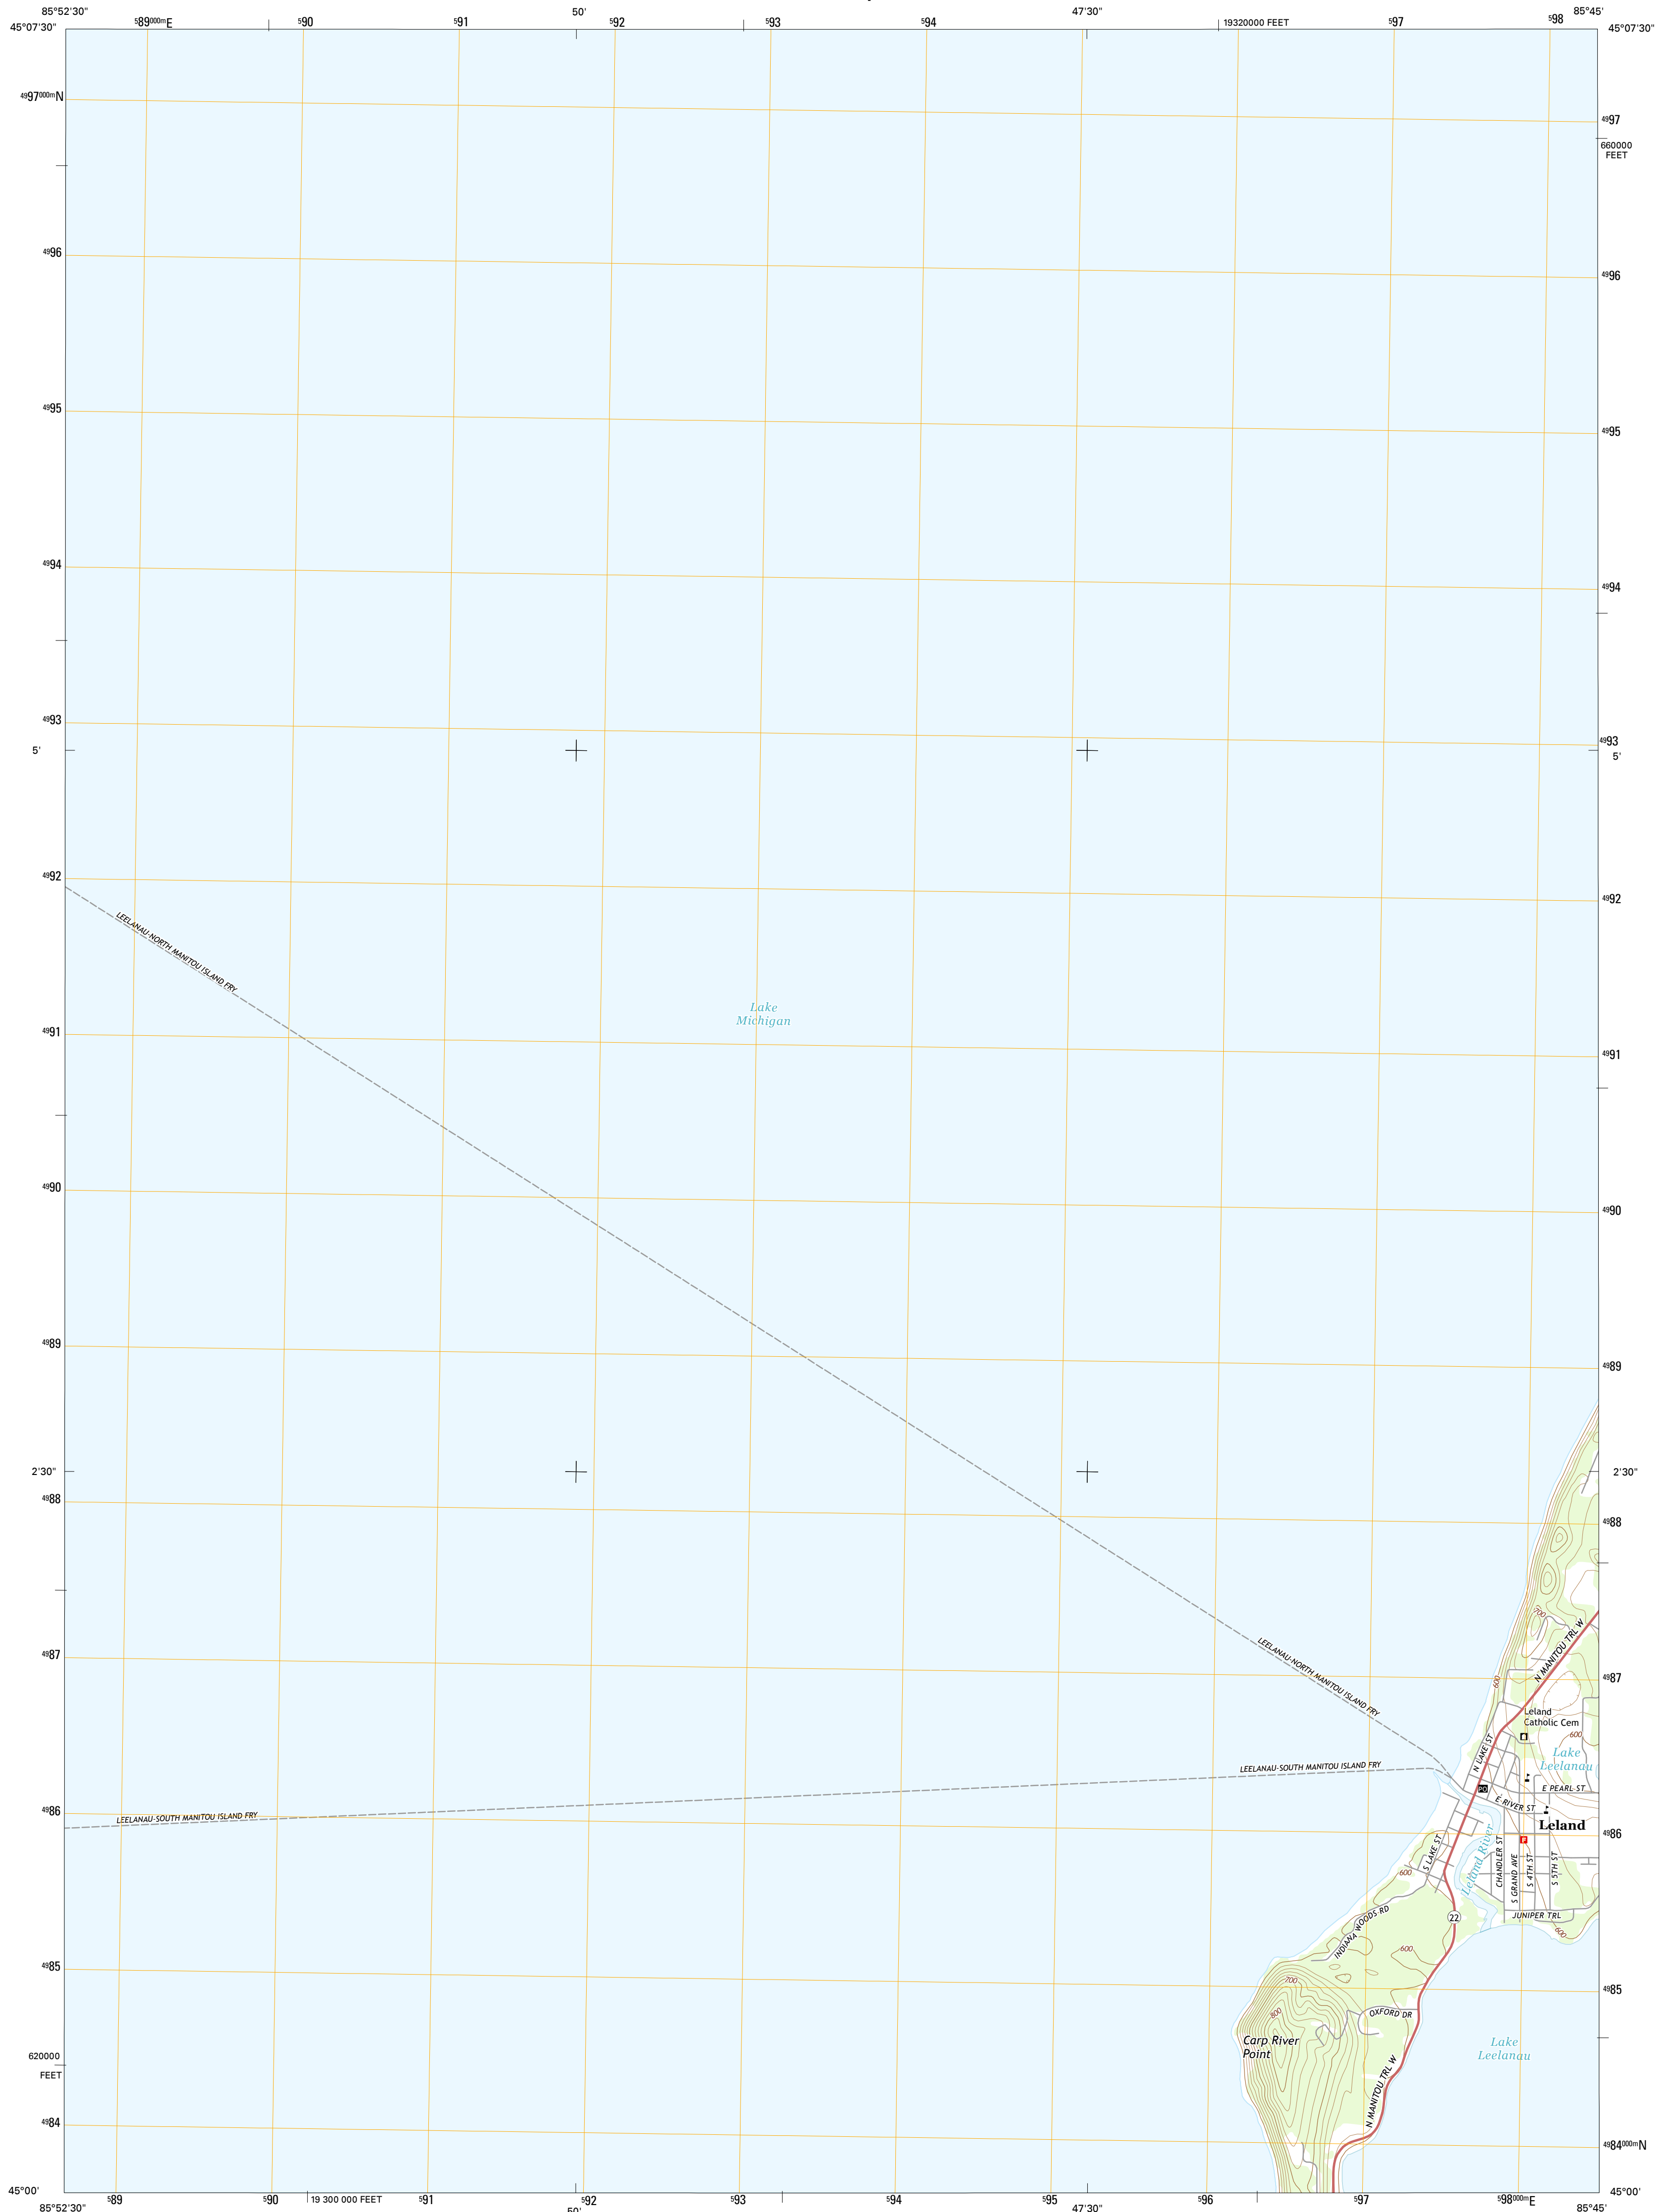 85°52'30" 589000mE 590 591 50' 592 593 594 47'30" 19320000 FEET 597 598 85°45'
45°07'30" 45°07'30"
4997000mN 4997
660000
FEET
4996 4996
4995 4995
4994 4994
4993 4993
5' 5'
4992 4992
LEELANAU-NORTH MANITOU ISLAND FRY
Lake
Michigan
4991 4991
4990 4990
4989 4989
2'30" 2'30"
4988 4988
700
N MANITOU TRL W
LEELANAU-NORTH MANITOU ISLAND FRY
4987 4987
600
Leland
Catholic Cem
600
N LAKE ST
Lake
Leelanau
LEELANAU-SOUTH MANITOU ISLAND FRY
PO
E PEARL ST
E RIVER ST
LEELANAU-SOUTH MANITOU ISLAND FRY
4986 4986
Leland
F
S LAKE ST
Leland River
CHANDLER ST
S GRAND AVE
S 4TH ST
S 5TH ST
600
JUNIPER TRL
22
INDIANA WOODS RD
600
600
4985 4985
700
800
OXFORD DR
Carp River
Point
Lake
Leelanau
620000
FEET
N MANITOU TRL W
4984 4984000mN
45°00' 45°00'
85°52'30" 589 590 19 300 000 FEET 591 50' 592 593 594 595 47'30" 596 597 598000mE 85°45'